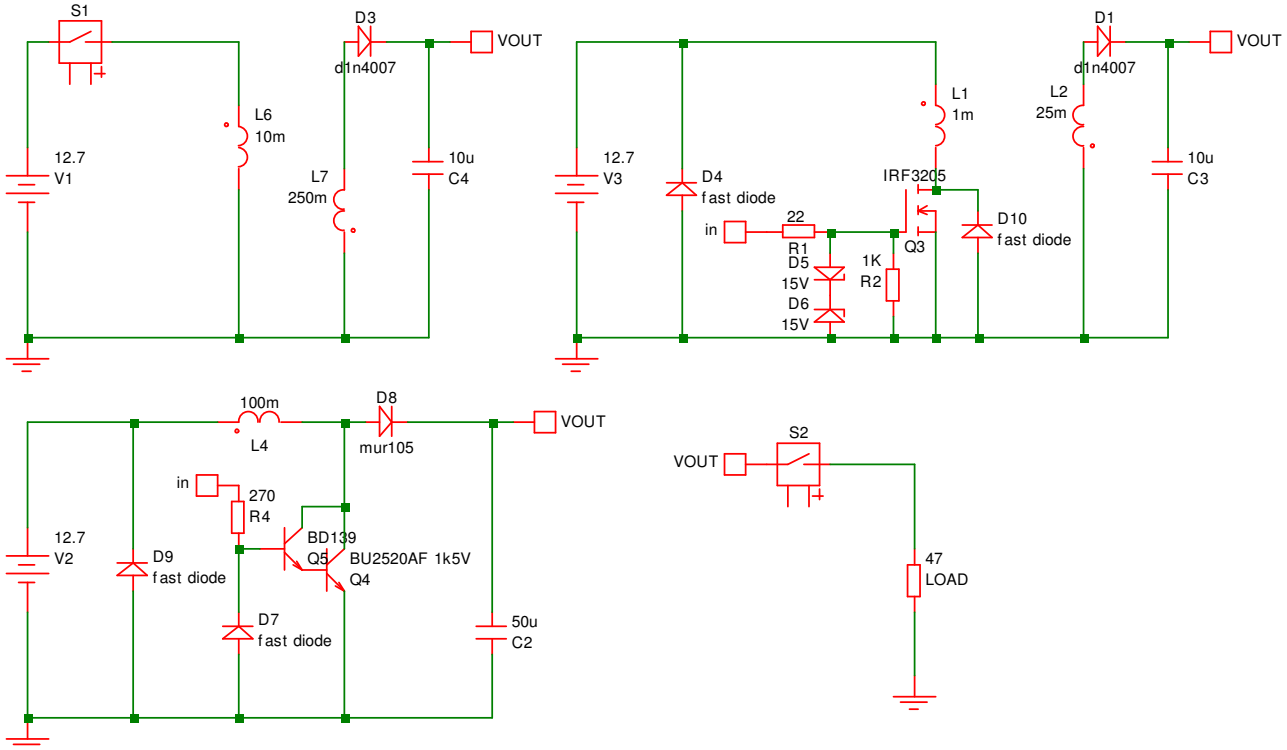 S1
D3
VOUT
d1n4007
L6
10m
12.7
V1
L7
250m
10u
C4
D1
VOUT
d1n4007
L1
1m
L2
25m
12.7
V3
D4
fast diode
IRF3205
10u
C3
in
22
R1
Q3
D10
fast diode
D5
15V
1K
R2
D6
15V
100m
L4
D8
mur105
VOUT
in
270
R4
12.7
V2
D9
fast diode
BD139
Q5
BU2520AF 1k5V
Q4
D7
fast diode
50u
C2
S2
VOUT
47
LOAD